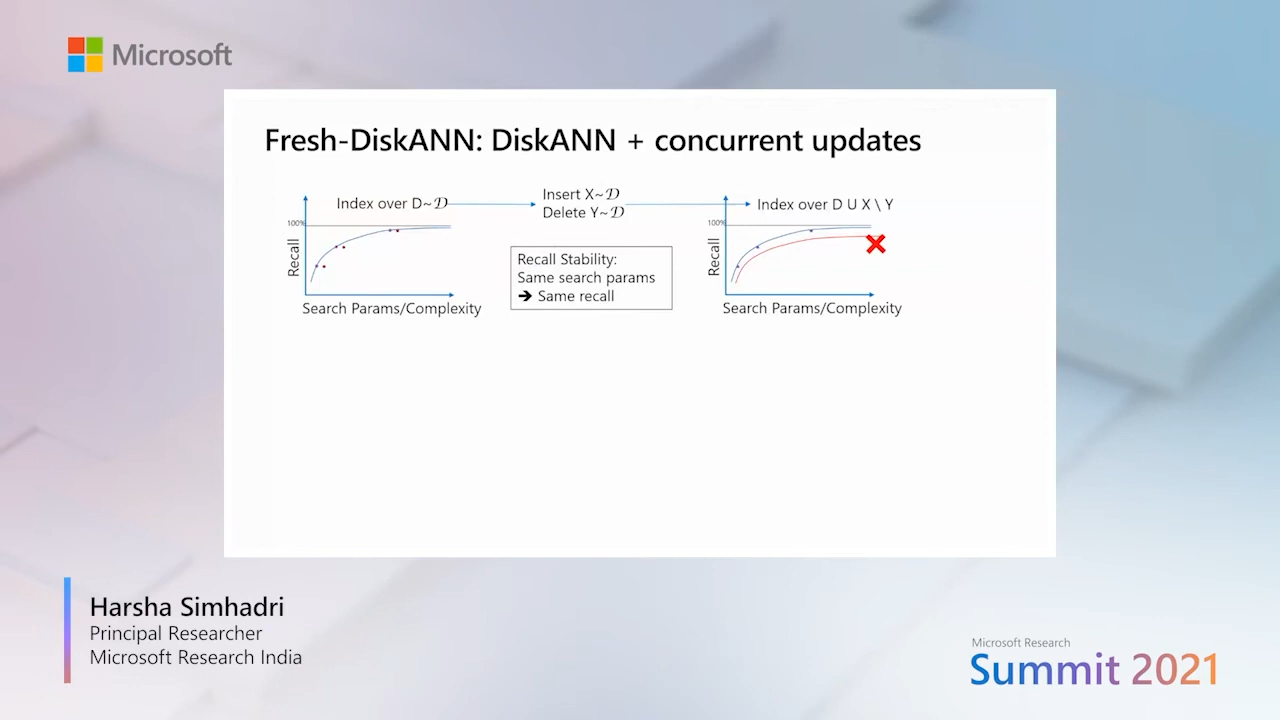 Microsoft
Fresh-DiskANN: DiskANN + concurrent updates
Index over D~𝒟
Insert X~𝒟
Delete Y~𝒟
Index over D U X \ Y
100%
Recall
Search Params/Complexity
Recall Stability:
Same search params
➔ Same recall
100%
Recall
Search Params/Complexity
Harsha Simhadri
Principal Researcher
Microsoft Research India
Microsoft Research
Summit 2021